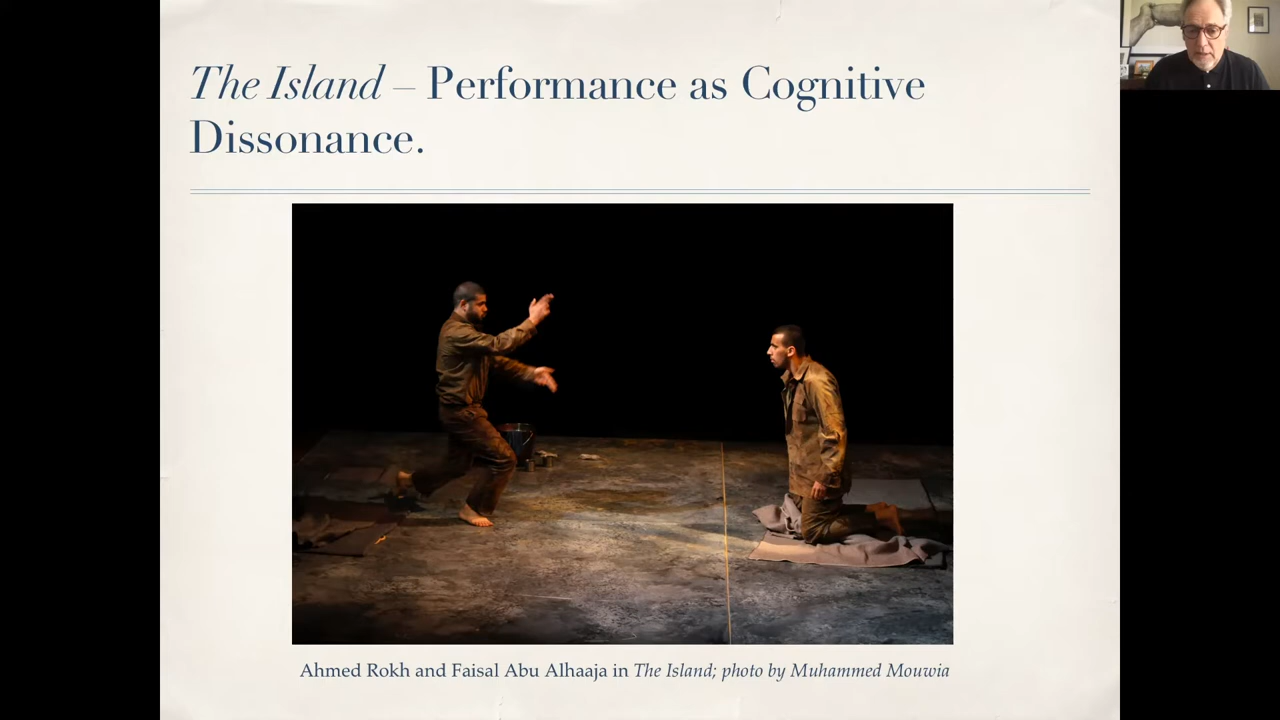 The Island – Performance as Cognitive
Dissonance.
Ahmed Rokh and Faisal Abu Alhaaja in The Island; photo by Muhammed Mouwia